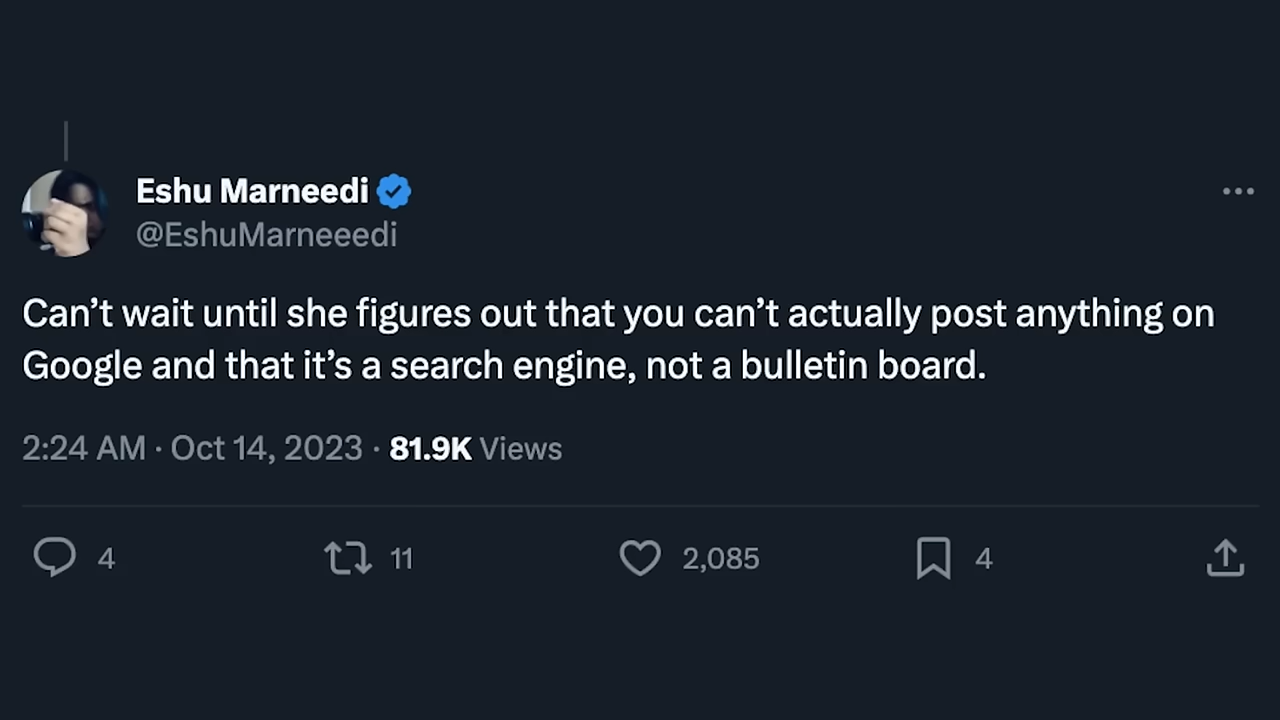 Eshu Marneedi
@EshuMarneeedi
Can’t wait until she figures out that you can’t actually post anything on
Google and that it’s a search engine, not a bulletin board.
2:24 AM · Oct 14, 2023 · 81.9K Views
4 11 2,085 4